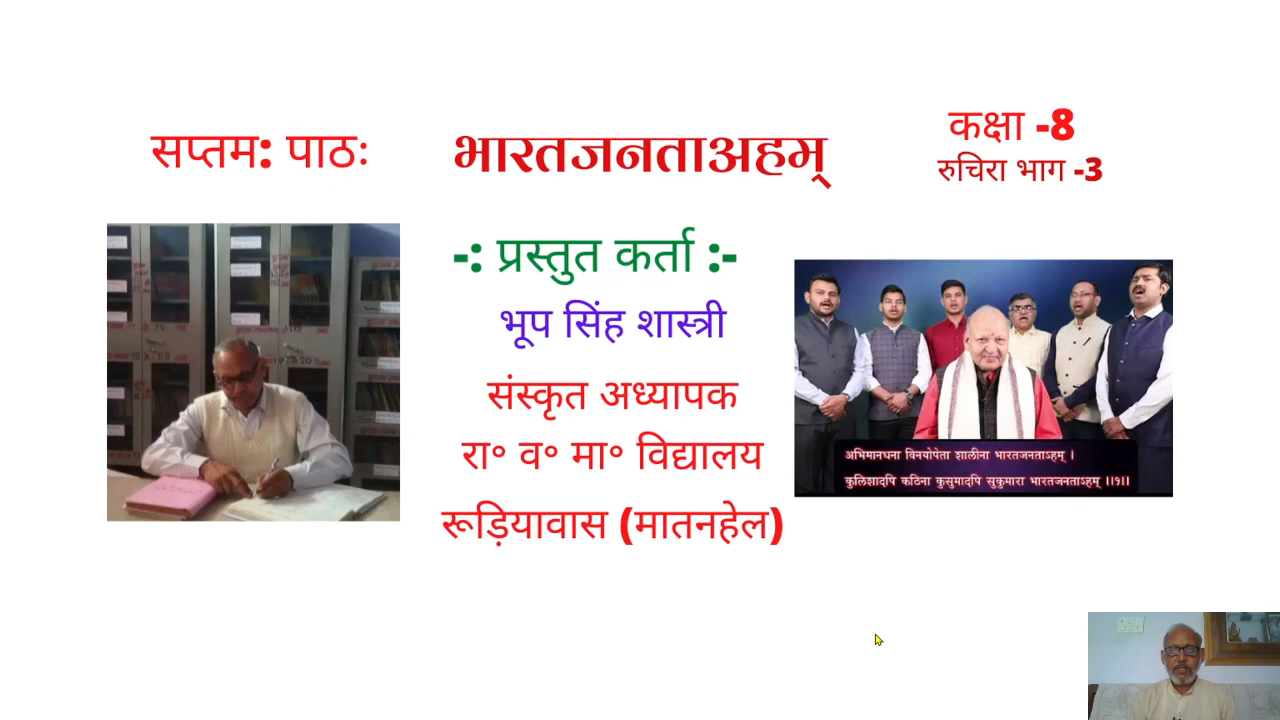 सप्तम: पाठः
भारतजनताअहम्
कक्षा -8
रुचिरा भाग -3
-: प्रस्तुत कर्ता :-
भूप सिंह शास्त्री
संस्कृत अध्यापक
रा॰ व॰ मा॰ विद्यालय
रूड़ियावास (मातनहेल)
अभिमानधना विनयोपेता शालीना भारतजनताऽहम् ।
कुलिशादपि कठिना कुसुमादपि सुकुमारा भारतजनताऽहम् ।।१।।